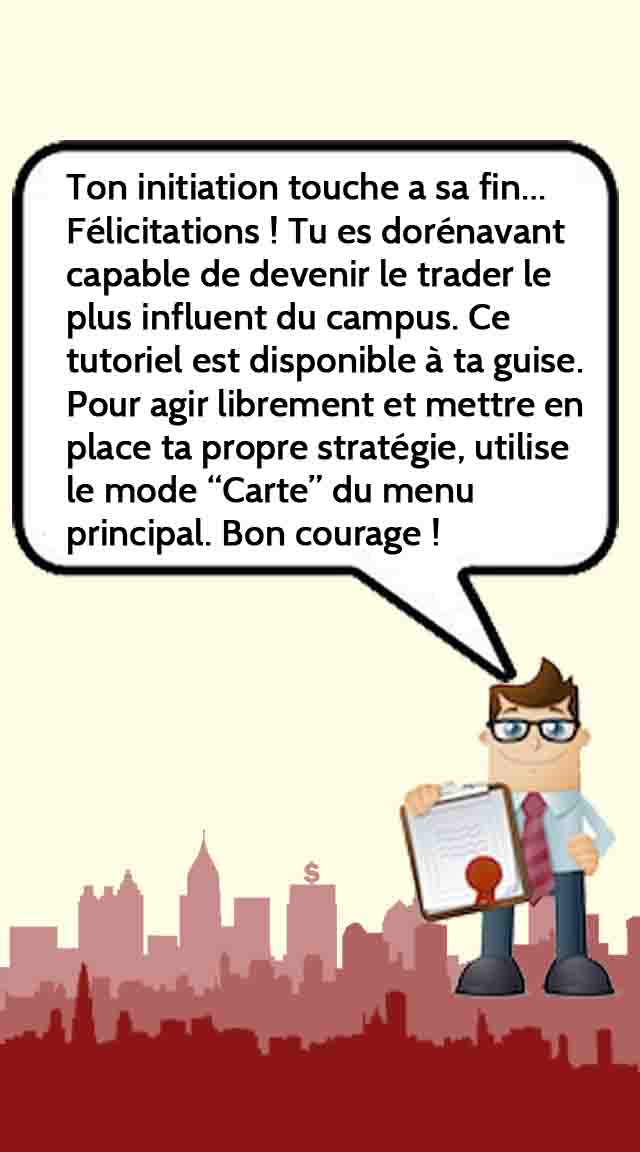 Ton initiation touche a sa fin...
Félicitations ! Tu es dorénavant
capable de devenir le trader le
plus influent du campus. Ce
tutoriel est disponible à ta guise.
Pour agir librement et mettre en
place ta propre stratégie, utilise
le mode “Carte” du menu
principal. Bon courage !
$